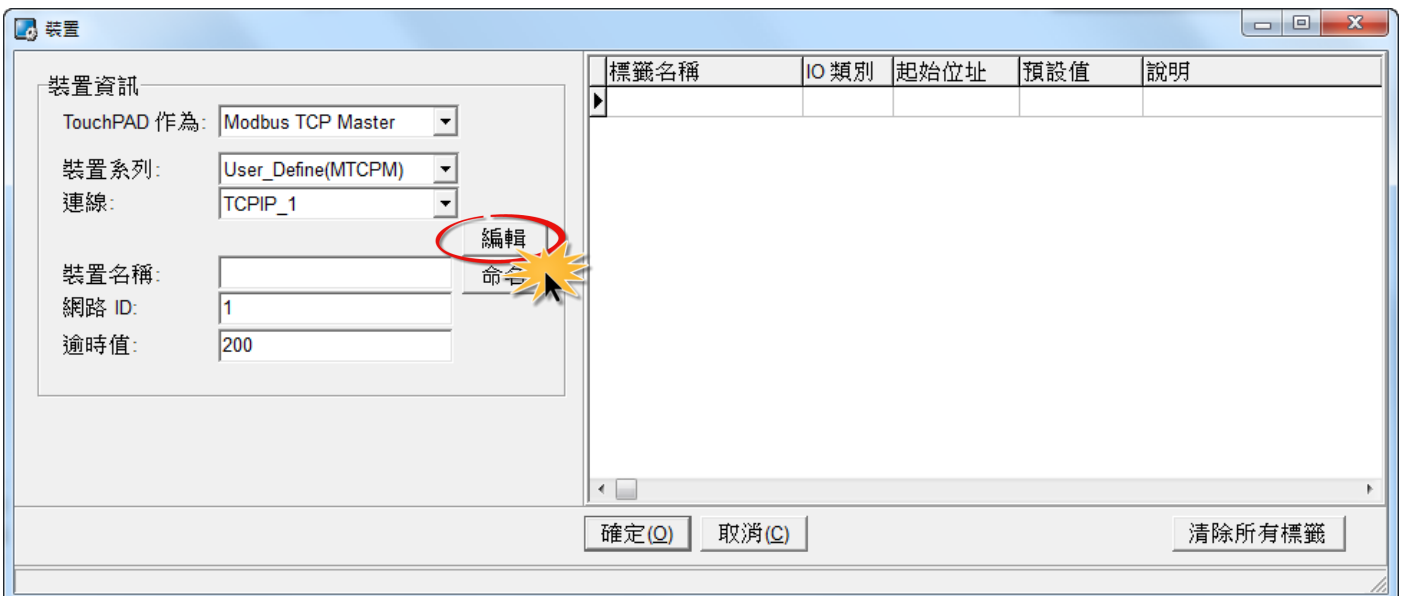 裝置
裝置資訊
TouchPAD 作為: Modbus TCP Master
裝置系列: User_Define(MTCPM)
連線: TCPIP_1
編輯
裝置名稱:
命名
網路 ID: 1
逾時值: 200
標籤名稱 IO 類別 起始位址 預設值 說明
確定(O) 取消(C) 清除所有標籤